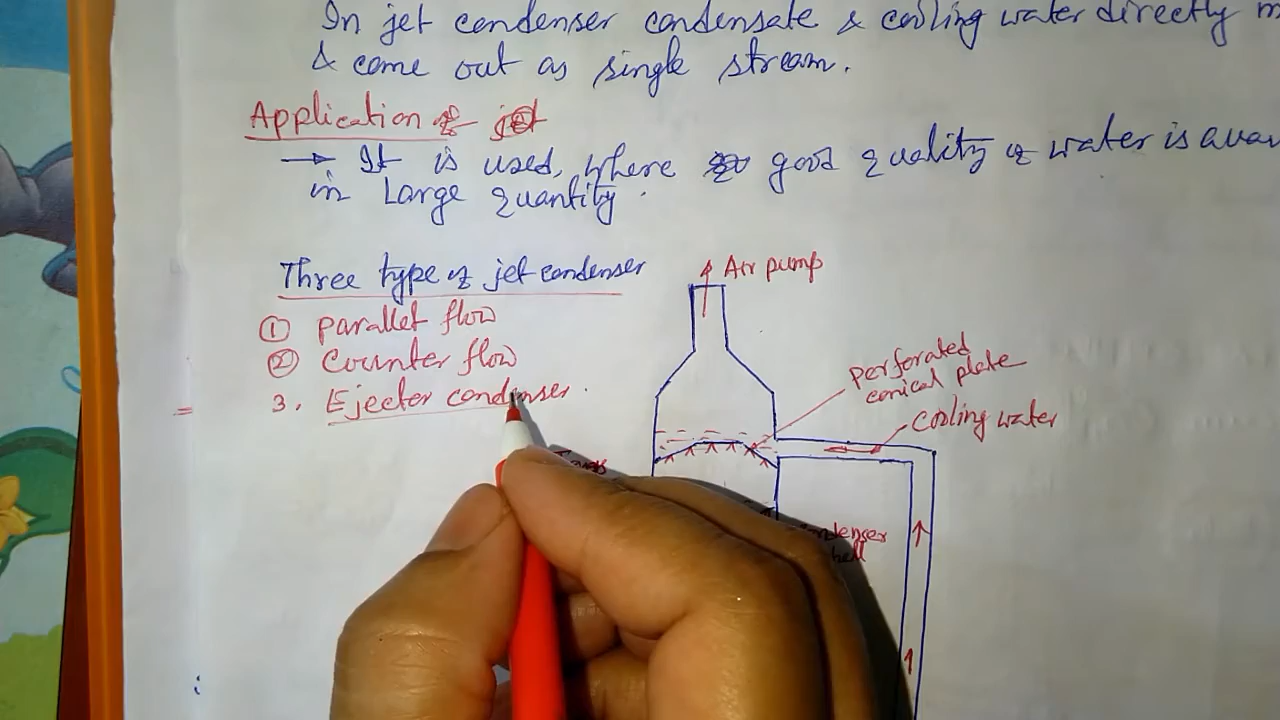 In jet condenser condensate & cooling water directly
& come out as single stream.
Application of jet
→ It is used, where good quality of water is
in Large quantity.
Three type of jet condenser
① parallel flow
② Counter flow
3. Ejecter condenser.
Air pump
perforated
conical plate
cooling water